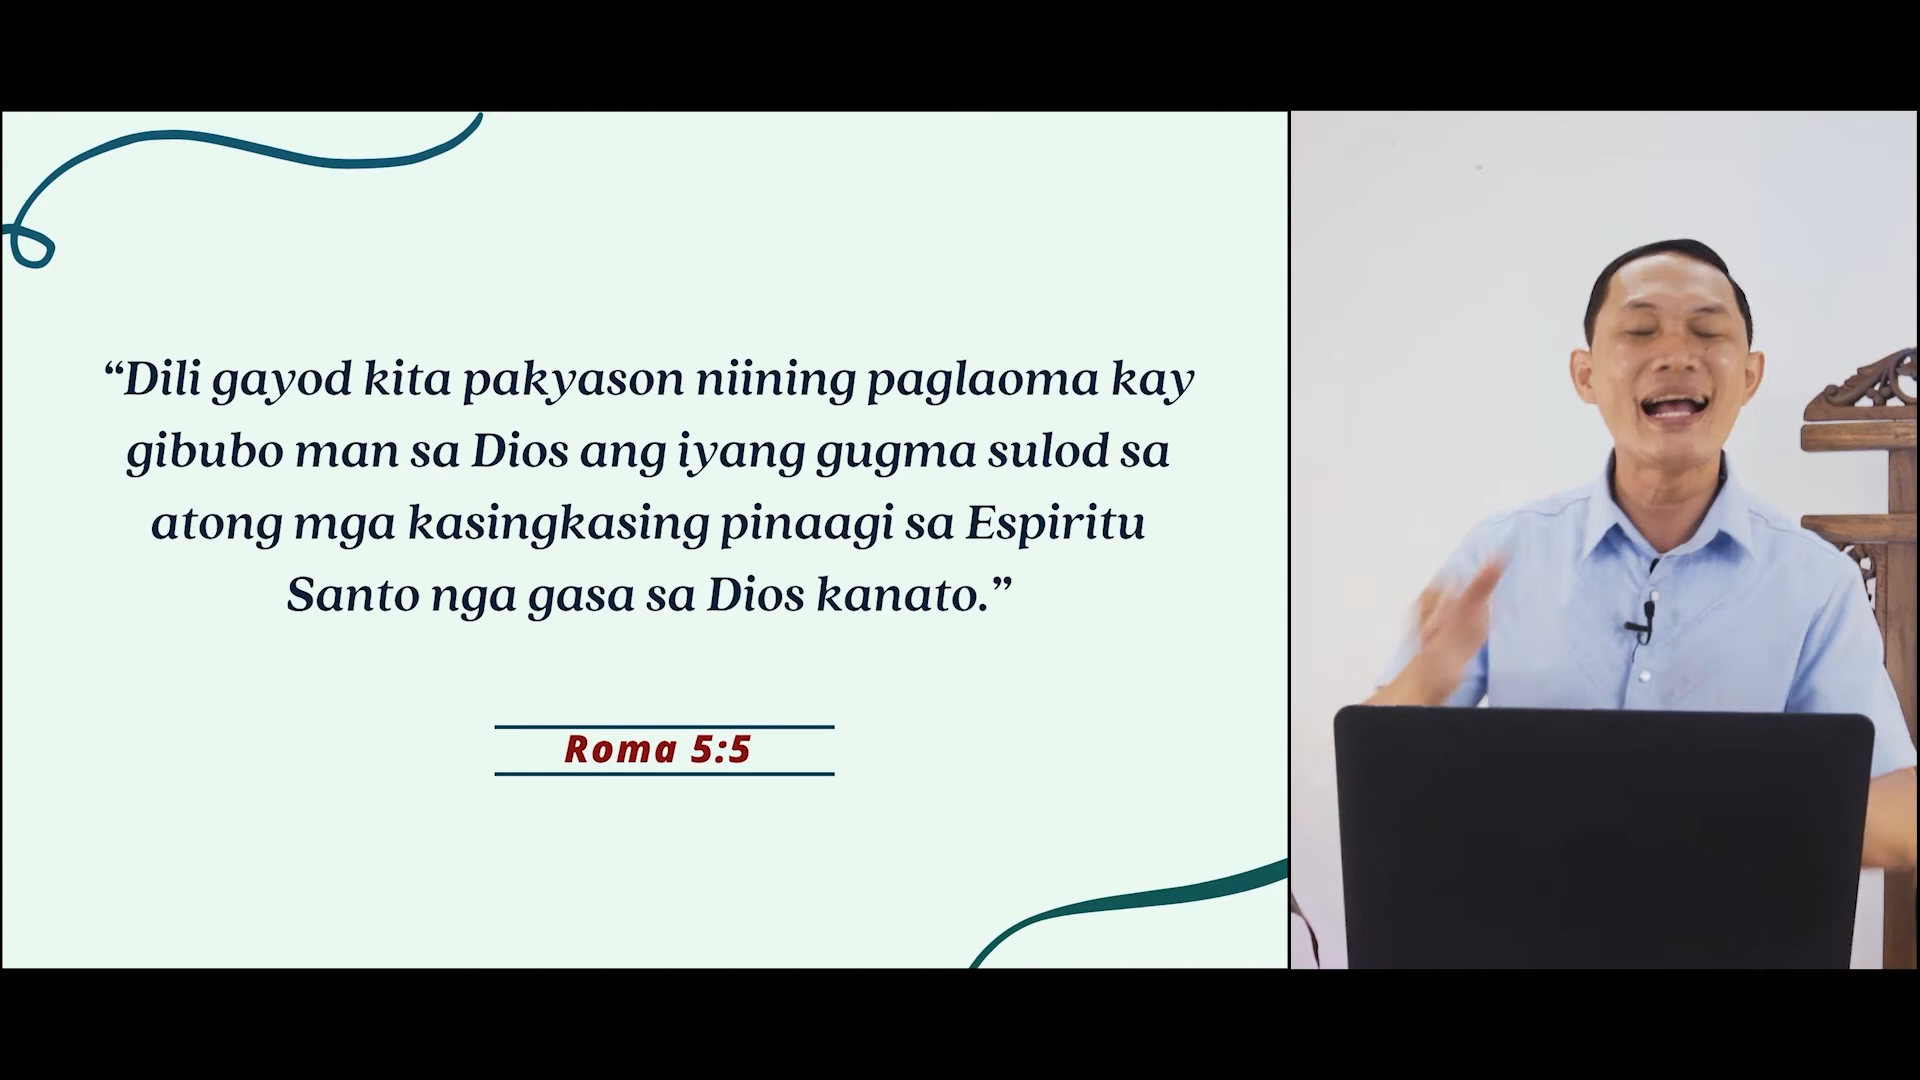 “Dili gayod kita pakyason niining paglaoma kay
gibubo man sa Dios ang iyang gugma sulod sa
atong mga kasingkasing pinaagi sa Espiritu
Santo nga gasa sa Dios kanato.”
Roma 5:5